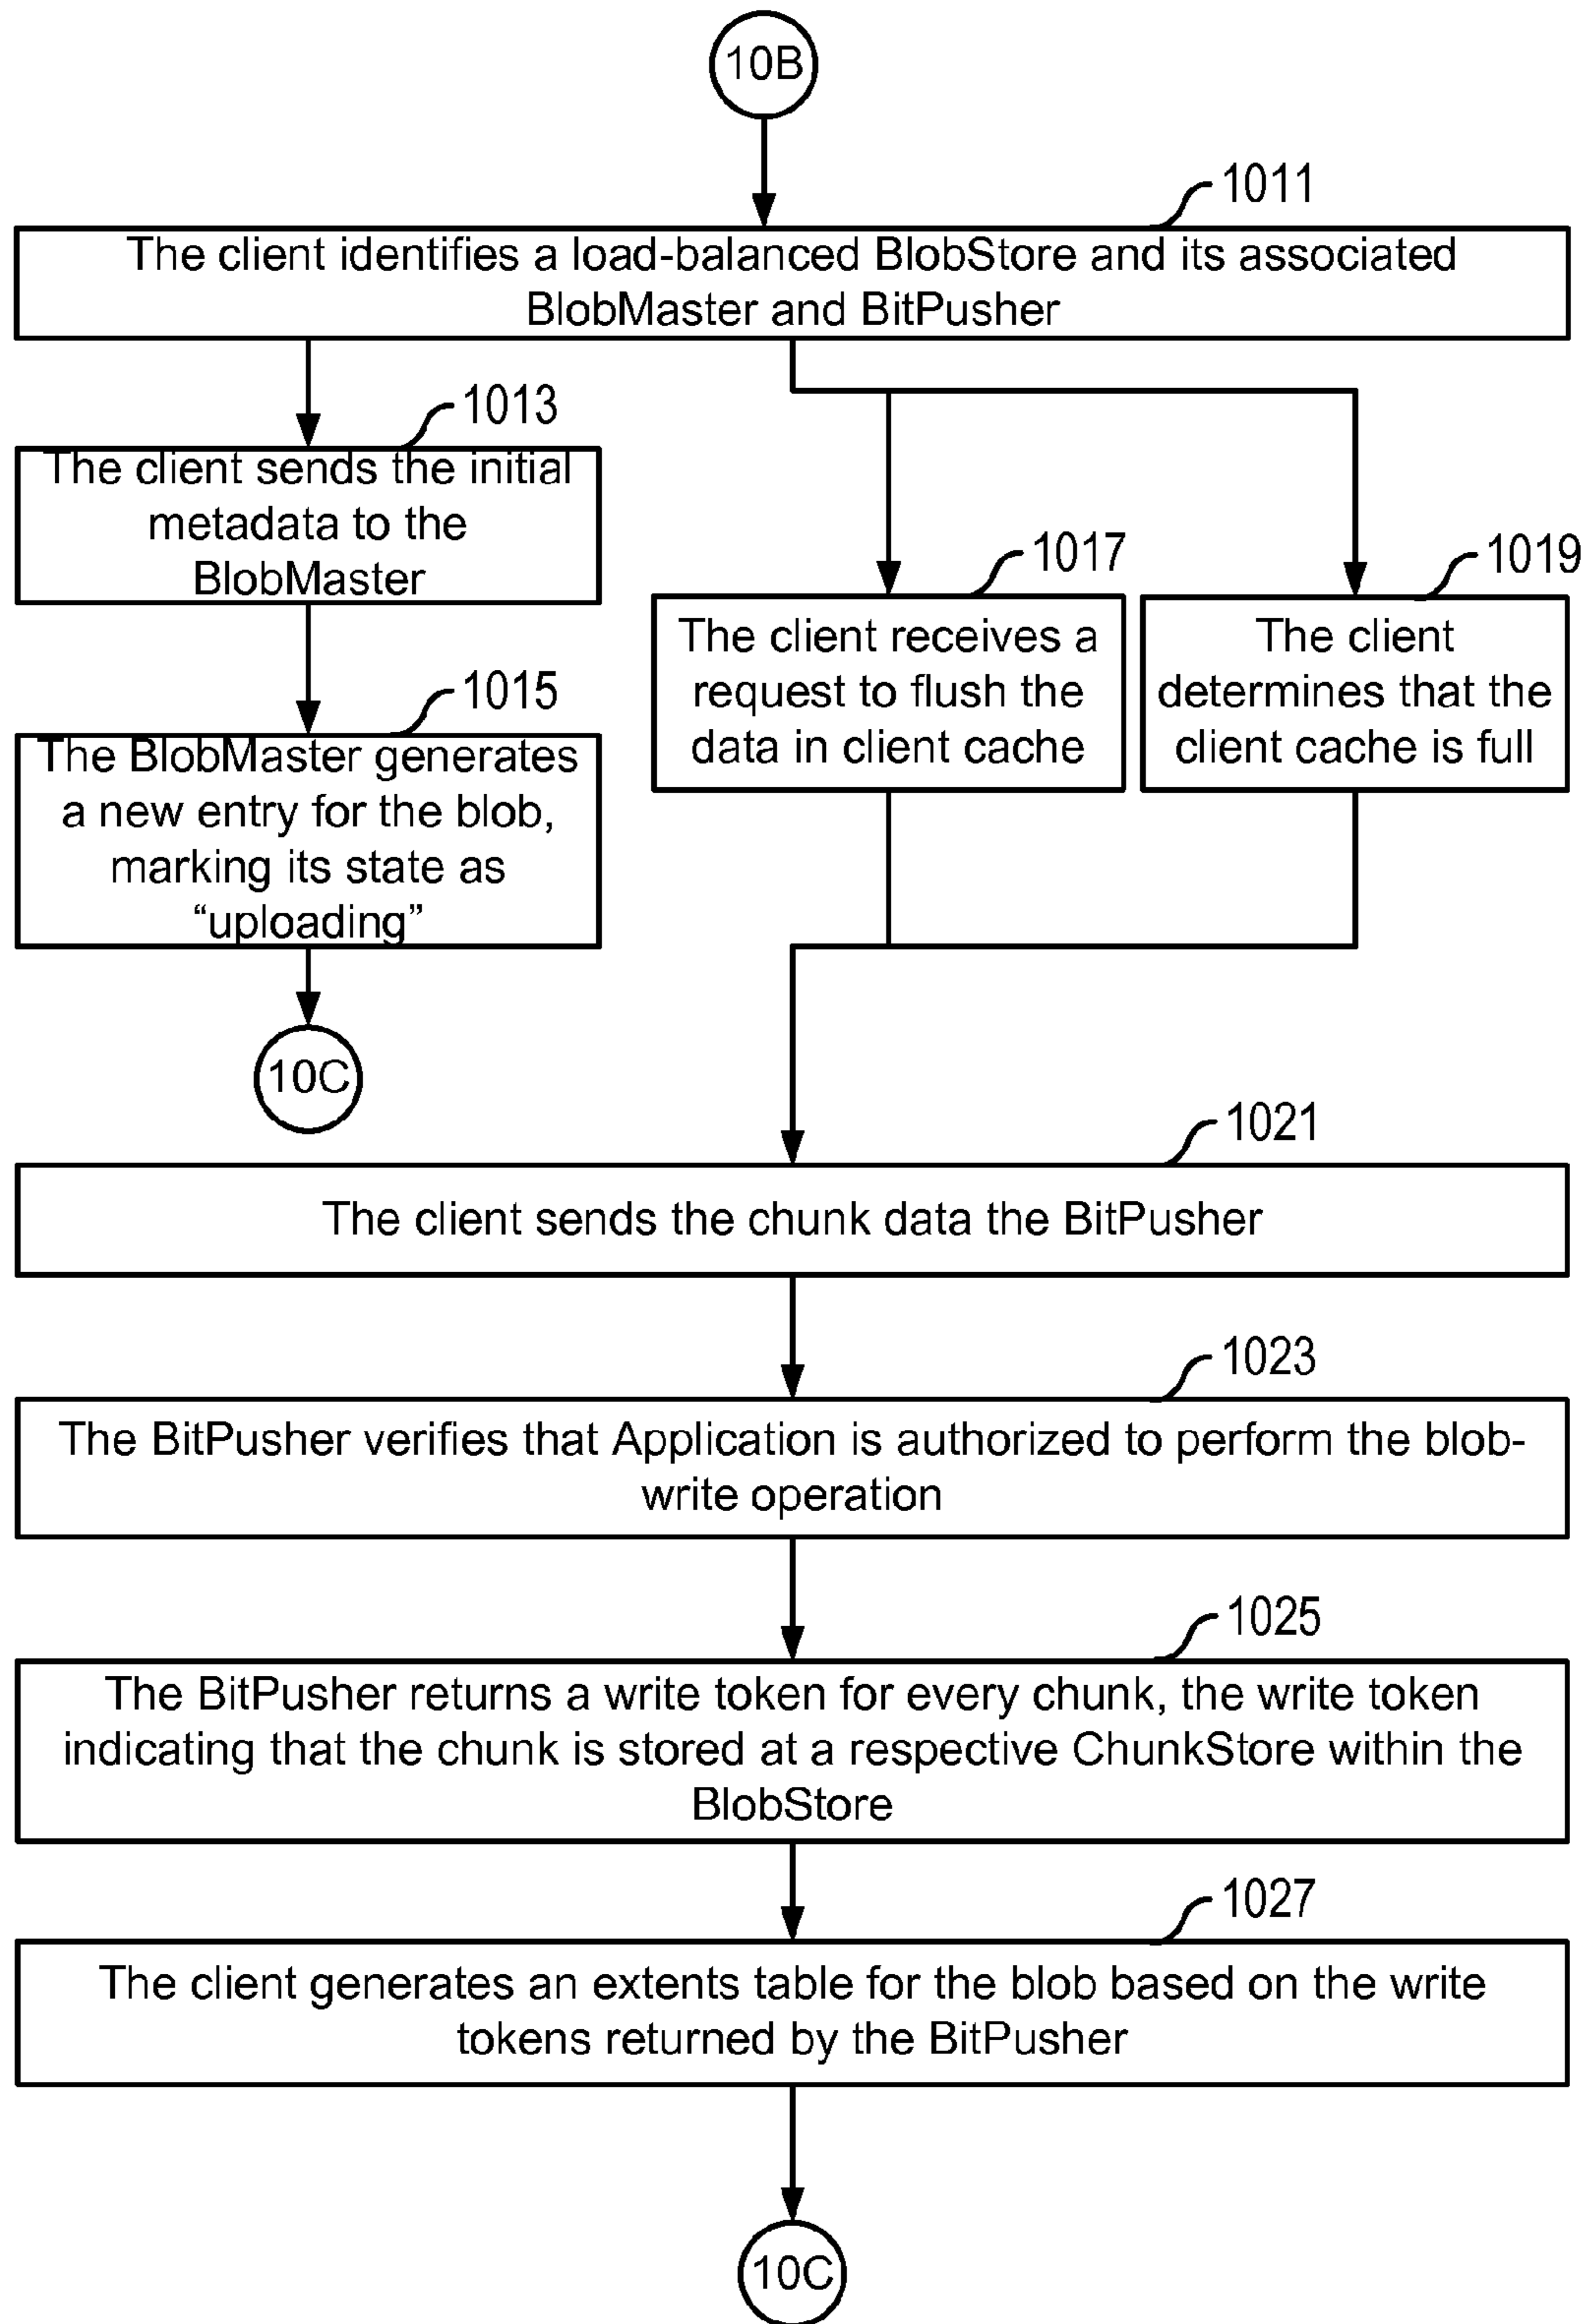 10B
1011
The client identifies a load-balanced BlobStore and its associated
BlobMaster and BitPusher
1013
The client sends the initial
metadata to the
BlobMaster
1015
The BlobMaster generates
a new entry for the blob,
marking its state as
“uploading”
10C
1017
The client receives a
request to flush the
data in client cache
1019
The client
determines that the
client cache is full
1021
The client sends the chunk data the BitPusher
1023
The BitPusher verifies that Application is authorized to perform the blob-
write operation
1025
The BitPusher returns a write token for every chunk, the write token
indicating that the chunk is stored at a respective ChunkStore within the
BlobStore
1027
The client generates an extents table for the blob based on the write
tokens returned by the BitPusher
10C